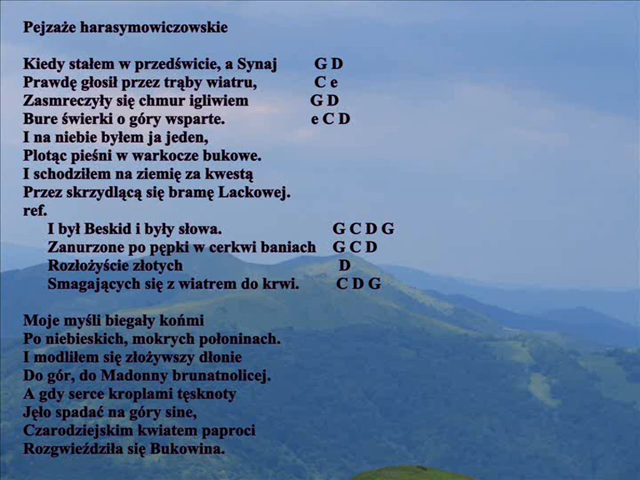 Pejzaże harasymowiczowskie
Kiedy stałem w przedświcie, a Synaj G D
Prawdę głosił przez trąby wiatru, C e
Zasmreczyły się chmur igliwiem G D
Bure świerki o góry wsparte. e C D
I na niebie byłem ja jeden,
Plotąc pieśni w warkocze bukowe.
I schodziłem na ziemię za kwestą
Przez skrzydlącą się bramę Lackowej.
ref.
I był Beskid i były słowa. G C D G
Zanurzone po pępki w cerkwi baniach G C D
Rozłożyście złotych D
Smagających się z wiatrem do krwi. C D G
Moje myśli biegały końmi
Po niebieskich, mokrych połoninach.
I modliłem się złożywszy dłonie
Do gór, do Madonny brunatnolicej.
A gdy serce kroplami tęsknoty
Jęło spadać na góry sine,
Czarodziejskim kwiatem paproci
Rozgwieździła się Bukowina.